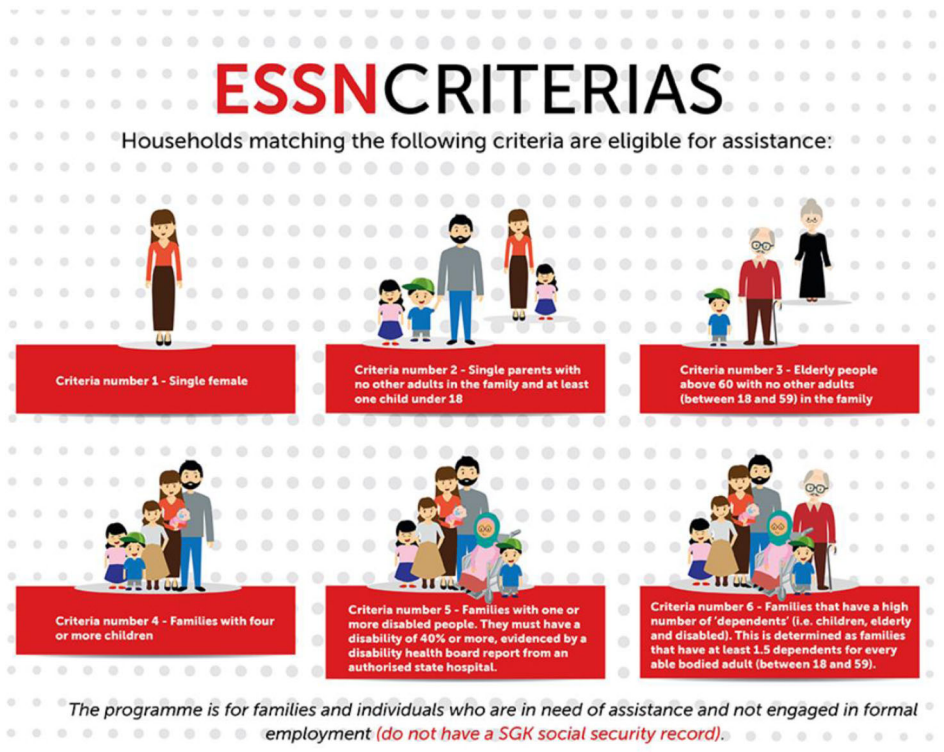 ESSNCRITERIAS
Households matching the following criteria are eligible for assistance:
Criteria number 1 - Single female
Criteria number 2 - Single parents with
no other adults in the family and at least
one child under 18
Criteria number 3 - Elderly people
above 60 with no other adults
(between 18 and 59) in the family
Criteria number 4 - Families with four
or more children
Criteria number 5 - Families with one or
more disabled people. They must have a
disability of 40% or more, evidenced by a
disability health board report from an
authorised state hospital.
Criteria number 6 - Families that have a high
number of 'dependents' (i.e. children, elderly
and disabled). This is determined as families
that have at least 1.5 dependents for every
able bodied adult (between 18 and 59).
The programme is for families and individuals who are in need of assistance and not engaged in formal
employment (do not have a SGK social security record).